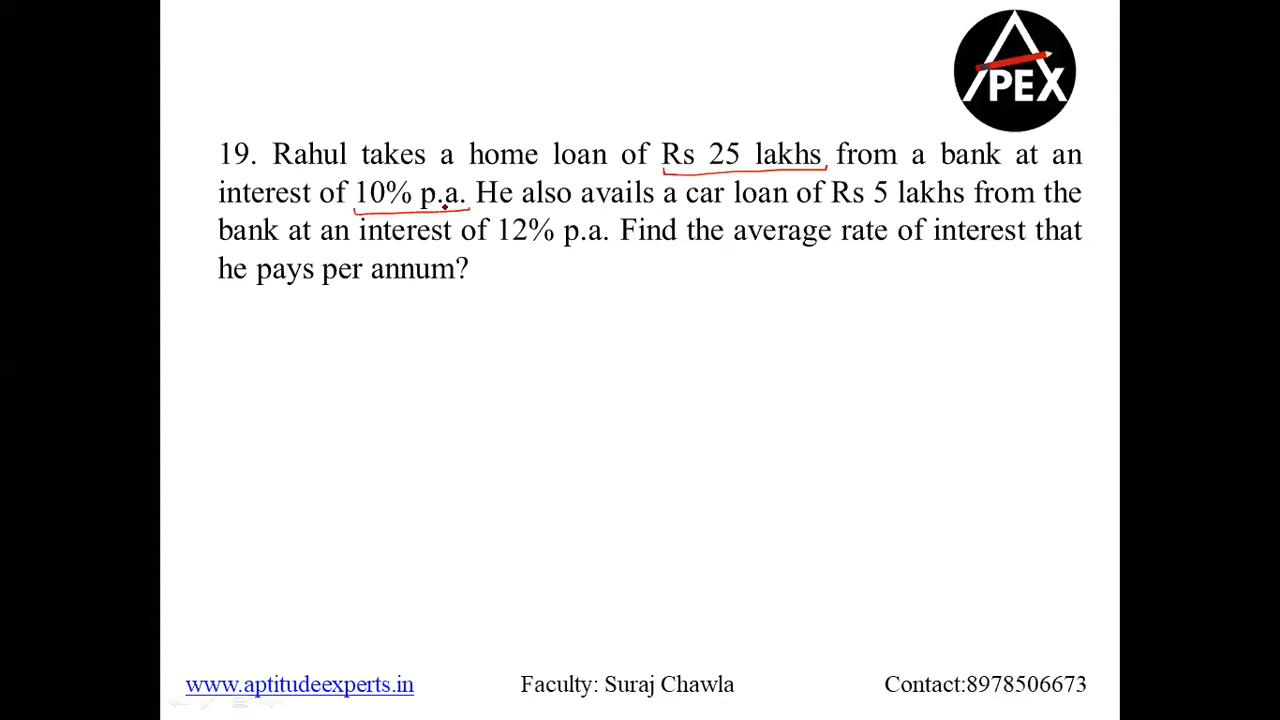 PEX
19. Rahul takes a home loan of Rs 25 lakhs from a bank at an
interest of 10% p.a. He also avails a car loan of Rs 5 lakhs from the
bank at an interest of 12% p.a. Find the average rate of interest that
he pays per annum?
www.aptitudeexperts.in Faculty: Suraj Chawla Contact:8978506673